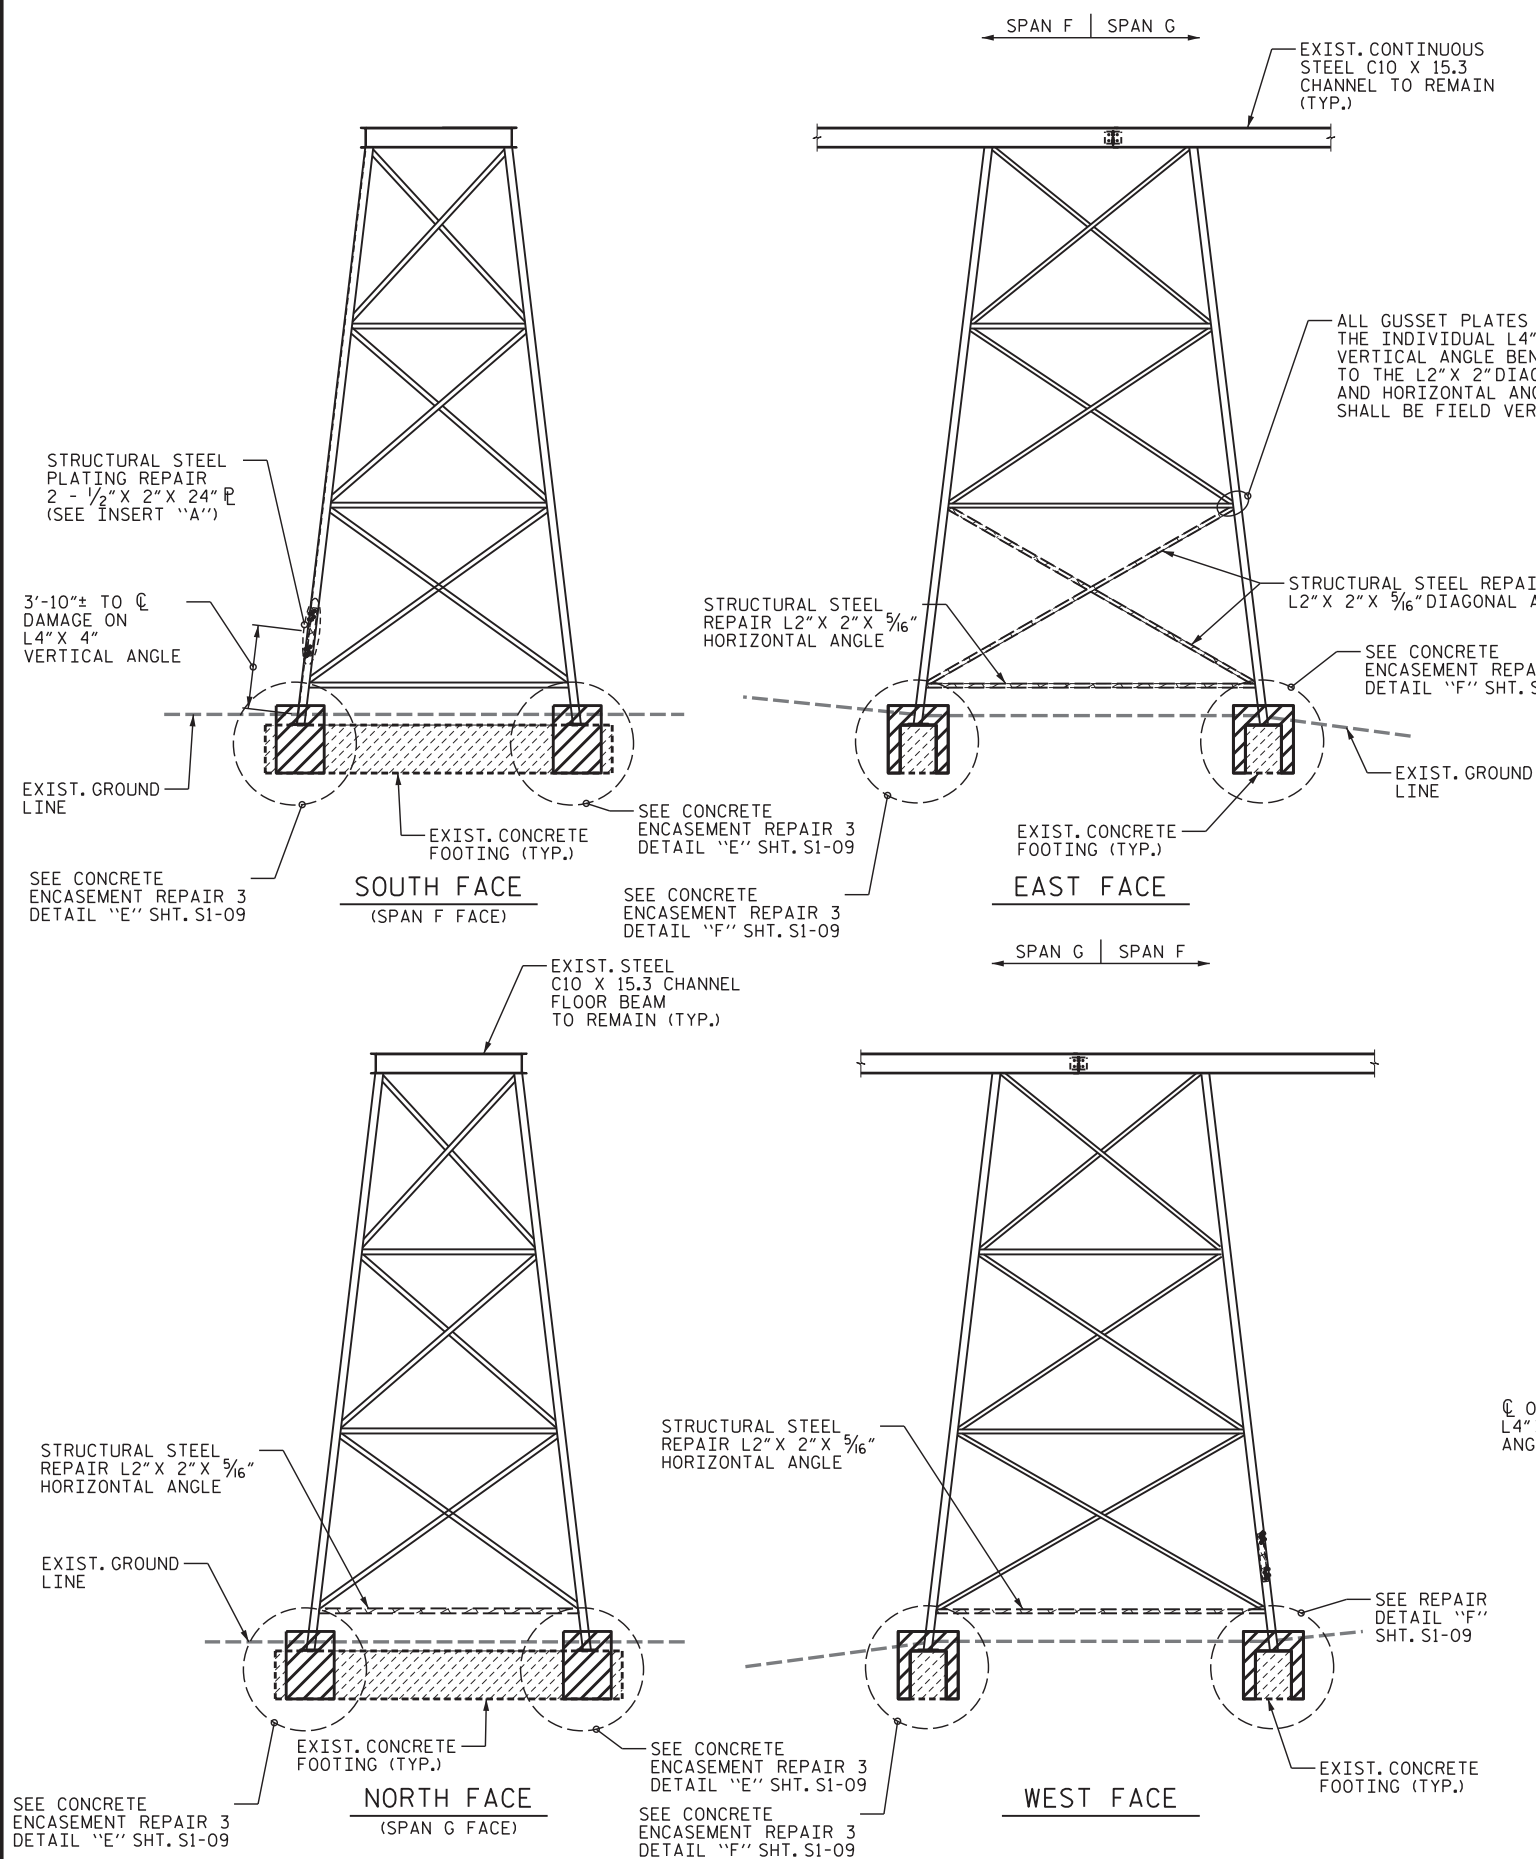 SPAN F | SPAN G
EXIST. CONTINUOUS
STEEL C10 X 15.3
CHANNEL TO REMAIN
(TYP.)
ALL GUSSET PLATES
THE INDIVIDUAL L4"
VERTICAL ANGLE
TO THE L2" X 2"
AND HORIZONTAL
SHALL BE FIELD
STRUCTURAL STEEL
PLATING REPAIR
2 - 1/2" X 2" X 24" ℄
(SEE INSERT ``A'')
3'-10"± TO ℄
DAMAGE ON
L4" X 4"
VERTICAL ANGLE
STRUCTURAL STEEL
REPAIR L2" X 2" X 5/16"
HORIZONTAL ANGLE
STRUCTURAL STEEL
L2" X 2" X 5/16" DIAGONAL
SEE CONCRETE
ENCASEMENT
DETAIL ``F'' SHT.
EXIST. GROUND
LINE
EXIST. GROUND
LINE
EXIST. CONCRETE
FOOTING (TYP.)
SEE CONCRETE
ENCASEMENT REPAIR 3
DETAIL ``E'' SHT. S1-09
EXIST. CONCRETE
FOOTING (TYP.)
SEE CONCRETE
ENCASEMENT REPAIR 3
DETAIL ``E'' SHT. S1-09
SOUTH FACE
(SPAN F FACE)
SEE CONCRETE
ENCASEMENT REPAIR 3
DETAIL ``F'' SHT. S1-09
EAST FACE
SPAN G | SPAN F
EXIST. STEEL
C10 X 15.3 CHANNEL
FLOOR BEAM
TO REMAIN (TYP.)
STRUCTURAL STEEL
REPAIR L2" X 2" X 5/16"
HORIZONTAL ANGLE
STRUCTURAL STEEL
REPAIR L2" X 2" X 5/16"
HORIZONTAL ANGLE
℄
L4"
EXIST. GROUND
LINE
SEE REPAIR
DETAIL ``F''
SHT. S1-09
EXIST. CONCRETE
FOOTING (TYP.)
SEE CONCRETE
ENCASEMENT REPAIR 3
DETAIL ``E'' SHT. S1-09
EXIST. CONCRETE
FOOTING (TYP.)
SEE CONCRETE
ENCASEMENT REPAIR 3
DETAIL ``E'' SHT. S1-09
NORTH FACE
(SPAN G FACE)
SEE CONCRETE
ENCASEMENT REPAIR 3
DETAIL ``F'' SHT. S1-09
WEST FACE